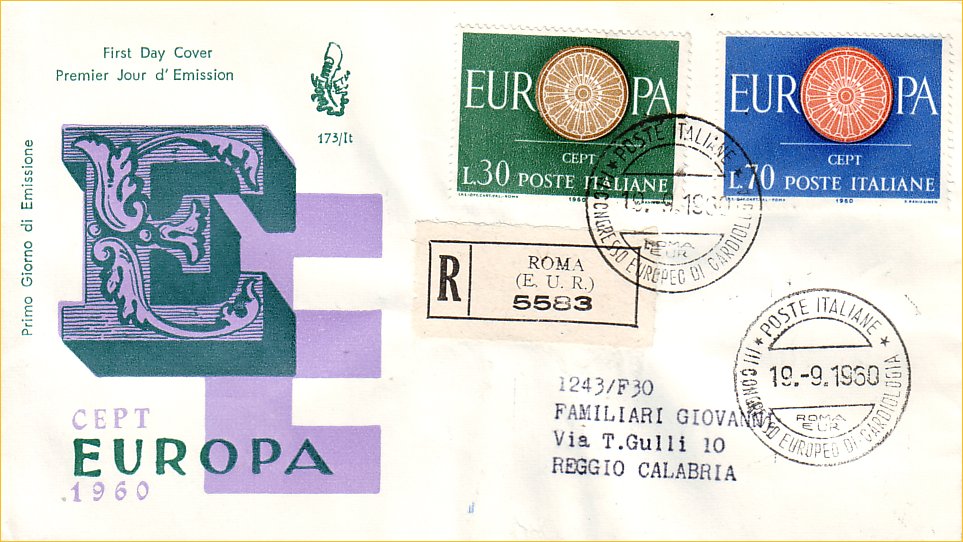 First Day Cover
Premier Jour d' Emission
173/It
Primo Giorno di Emissione
E
CEPT
EUROPA
1960
EUROPA
CEPT
L.30 POSTE ITALIANE
1960
EUROPA
CEPT
L.70 POSTE ITALIANE
1960
POSTE ITALIANE
19.-9.1960
ROMA
EUR
III CONGRESSO EUROPEO DI CARDIOLOGIA
R
ROMA
(E. U. R.)
5583
POSTE ITALIANE
19.-9.1960
ROMA
EUR
III CONGRESSO EUROPEO DI CARDIOLOGIA
1243/F30
FAMILIARI GIOVANNI
Via T.Gulli 10
REGGIO CALABRIA